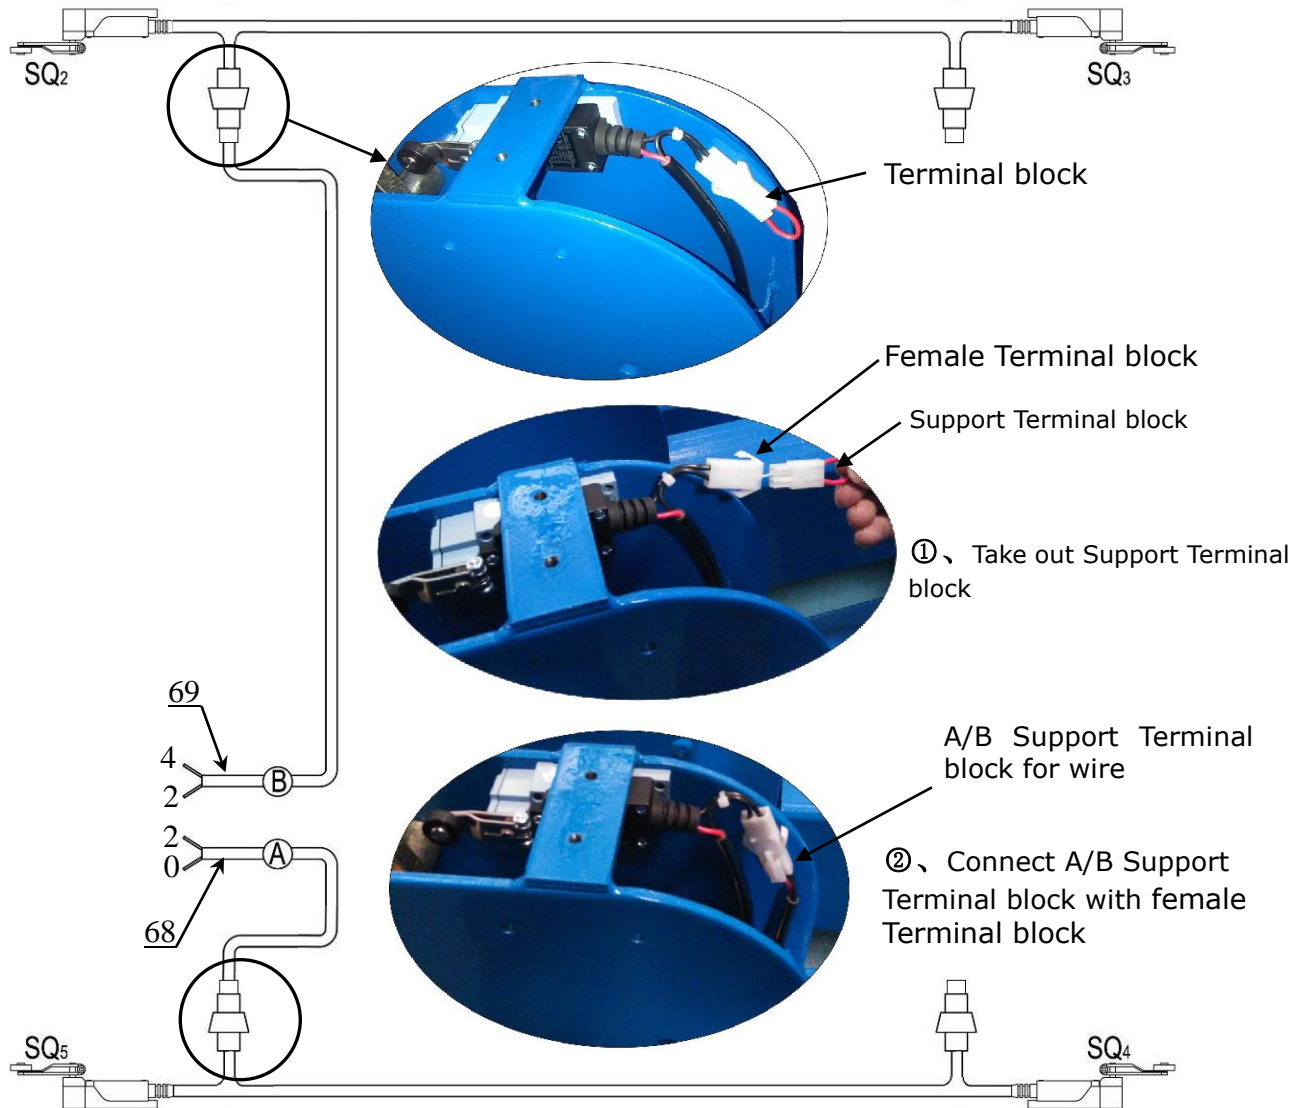 SQ2
SQ3
Terminal block
Female Terminal block
Support Terminal block
①、Take out Support Terminal
block
69
4
B
2
A/B Support Terminal
block for wire
2
A
0
②、Connect A/B Support
Terminal block with female
Terminal block
68
SQ5
SQ4